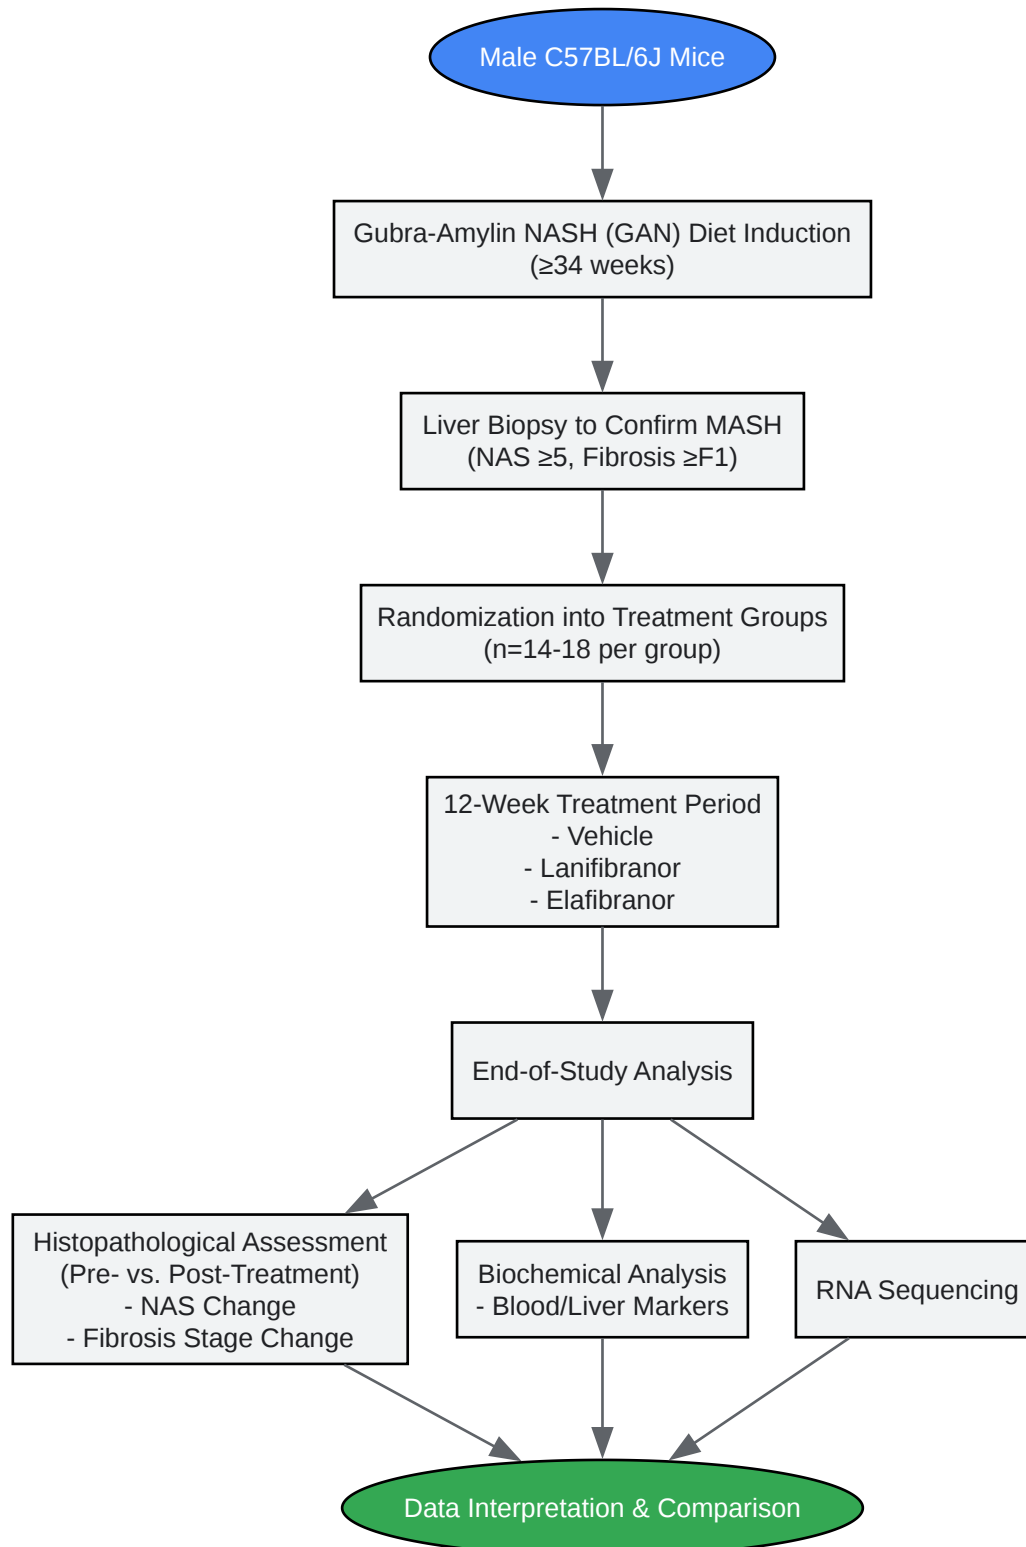 Male C57BL/6J Mice
Gubra-Amylin NASH (GAN) Diet Induction
(≥34 weeks)
Liver Biopsy to Confirm MASH
(NAS ≥5, Fibrosis ≥F1)
Randomization into Treatment Groups
(n=14-18 per group)
12-Week Treatment Period
- Vehicle
- Lanifibranor
- Elafibranor
End-of-Study Analysis
Histopathological Assessment
(Pre- vs. Post-Treatment)
- NAS Change
- Fibrosis Stage Change
Biochemical Analysis
- Blood/Liver Markers
RNA Sequencing
Data Interpretation & Comparison